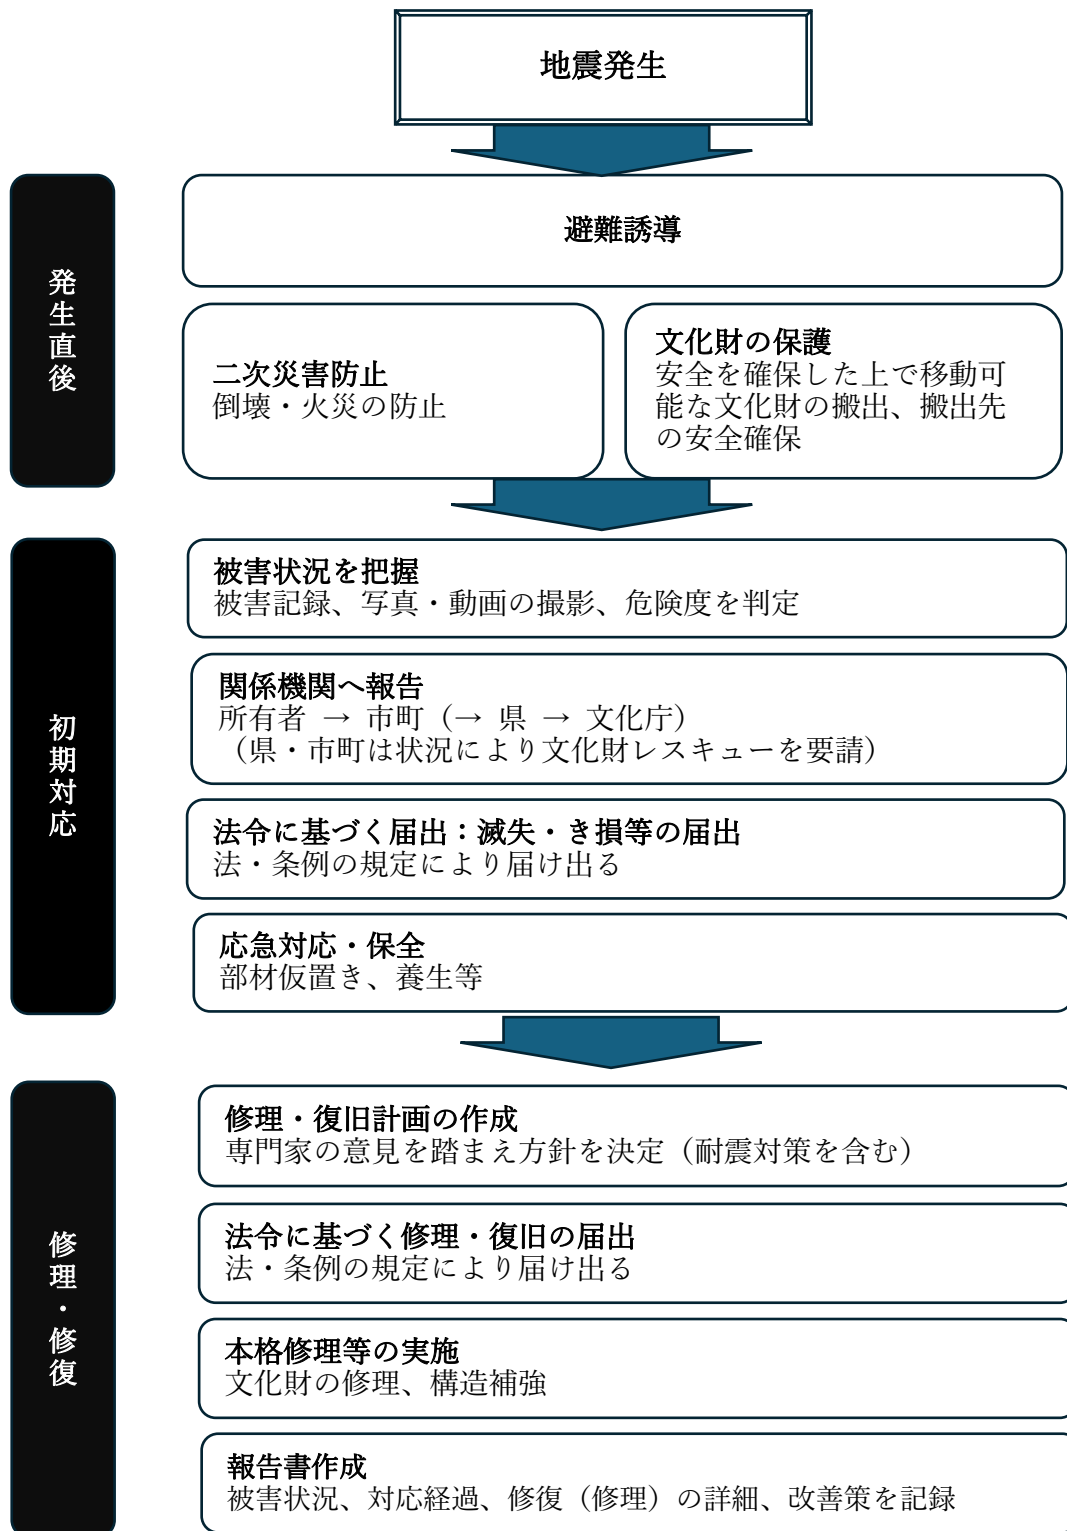 地震発生
発生直後
避難誘導
二次災害防止
倒壊・火災の防止
文化財の保護
安全を確保した上で移動可
能な文化財の搬出、搬出先
の安全確保
初期対応
被害状況を把握
被害記録、写真・動画の撮影、危険度を判定
関係機関へ報告
所有者 → 市町（→ 県 → 文化庁）
（県・市町は状況により文化財レスキューを要請）
法令に基づく届出：滅失・き損等の届出
法・条例の規定により届け出る
応急対応・保全
部材仮置き、養生等
修理・修復
修理・復旧計画の作成
専門家の意見を踏まえ方針を決定（耐震対策を含む）
法令に基づく修理・復旧の届出
法・条例の規定により届け出る
本格修理等の実施
文化財の修理、構造補強
報告書作成
被害状況、対応経過、修復（修理）の詳細、改善策を記録